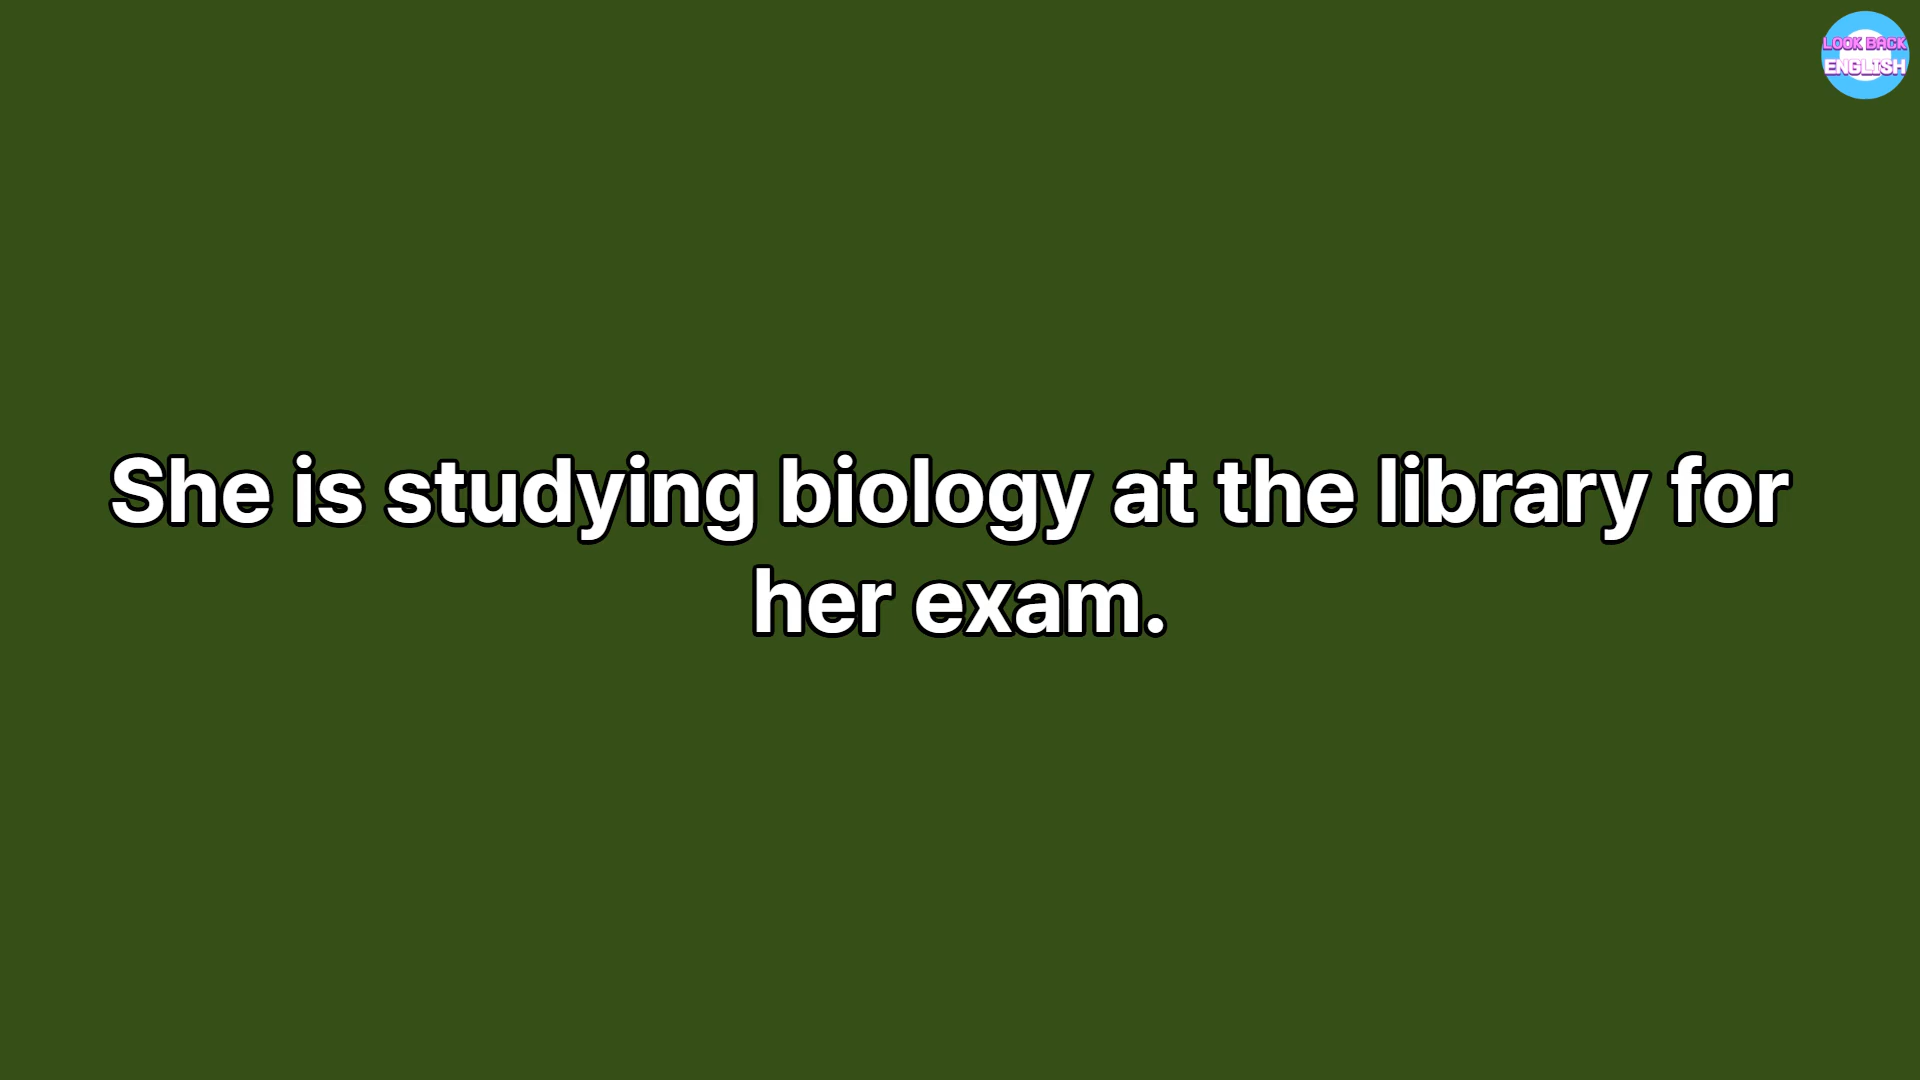 LOOK BACK
ENGLISH
She is studying biology at the library for
her exam.